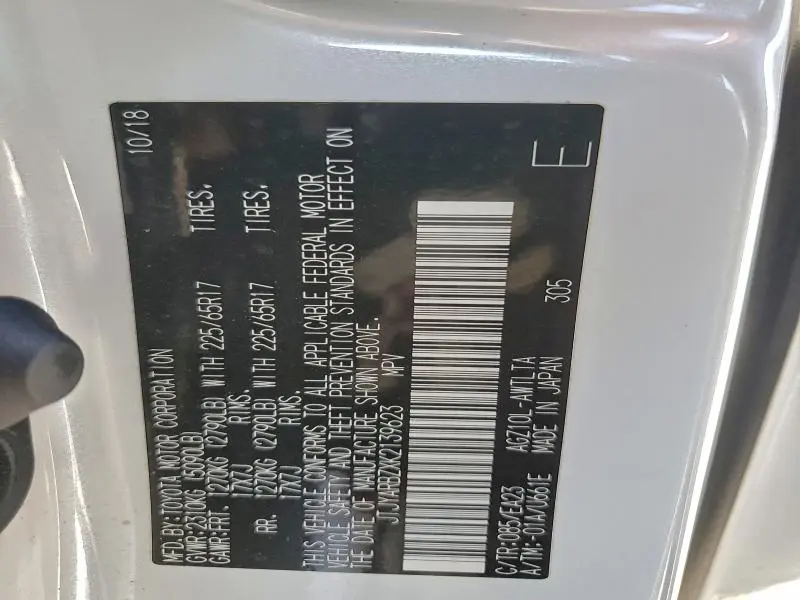 MFD.BY:TOYOTA MOTOR CORPORATION 10/18
GVWR:2310KG (5090LB)
GAWR:FRT. 1270KG (2790LB) WITH 225/65R17 TIRES.
17X7J RIMS.
RR. 1270KG (2790LB) WITH 225/65R17 TIRES.
17X7J RIMS.
THIS VEHICLE CONFORMS TO ALL APPLICABLE FEDERAL MOTOR
VEHICLE SAFETY AND THEFT PREVENTION STANDARDS IN EFFECT ON
THE DATE OF MANUFACTURE SHOWN ABOVE.
JTJYARBZXK2139623 MPV
C/TR:085/EA23 AGZ10L-AWTLTA
A/TM:-01A/U661E MADE IN JAPAN
305
E